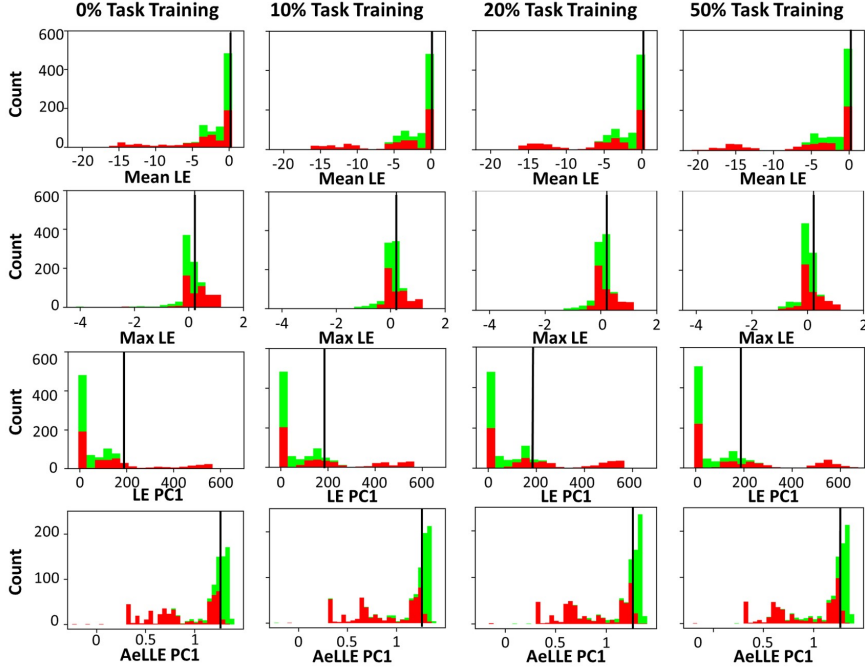 0% Task Training 10% Task Training 20% Task Training 50% Task Training
Count
600
400
200
0
-20 -15 -10 -5 0 -20 -15 -10 -5 0 -20 -15 -10 -5 0 -20 -15 -10 -5 0
Mean LE Mean LE Mean LE Mean LE
Count
600
400
200
0
-4 -2 0 2 -4 -2 0 2 -4 -2 0 2 -4 -2 0 2
Max LE Max LE Max LE Max LE
Count
600
400
200
0
0 200 400 600 0 200 400 600 0 200 400 600 0 200 400 600
LE PC1 LE PC1 LE PC1 LE PC1
Count
200
100
0
0 0.5 1 0 0.5 1 0 0.5 1 0 0.5 1
AeLLE PC1 AeLLE PC1 AeLLE PC1 AeLLE PC1